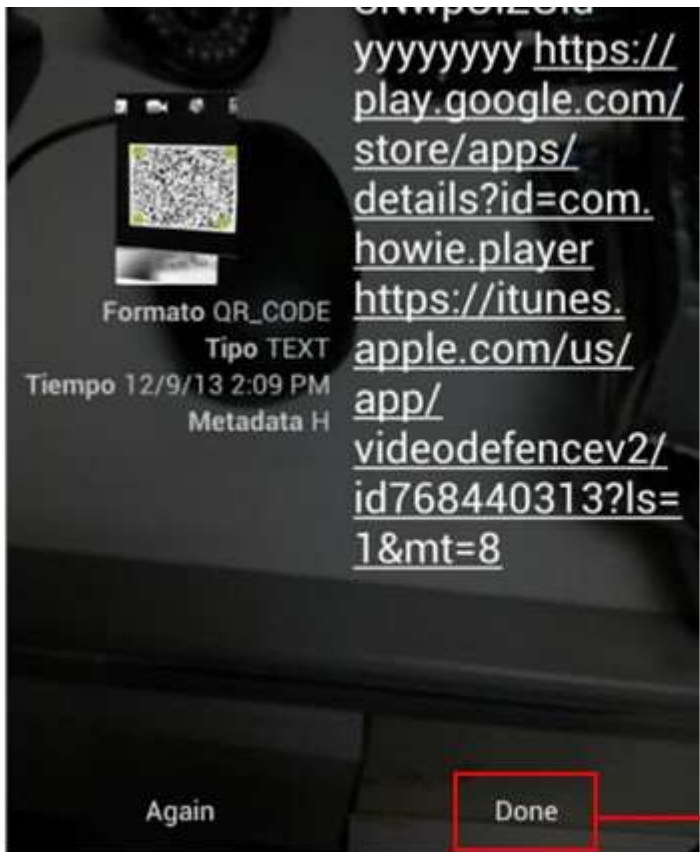 yyyyyyyy https://
play.google.com/
store/apps/
details?id=com.
howie.player
https://itunes.
apple.com/us/
app/
videodefencev2/
id768440313?ls=
1&mt=8
Formato QR_CODE
Tipo TEXT
Tiempo 12/9/13 2:09 PM
Metadata H
Again
Done